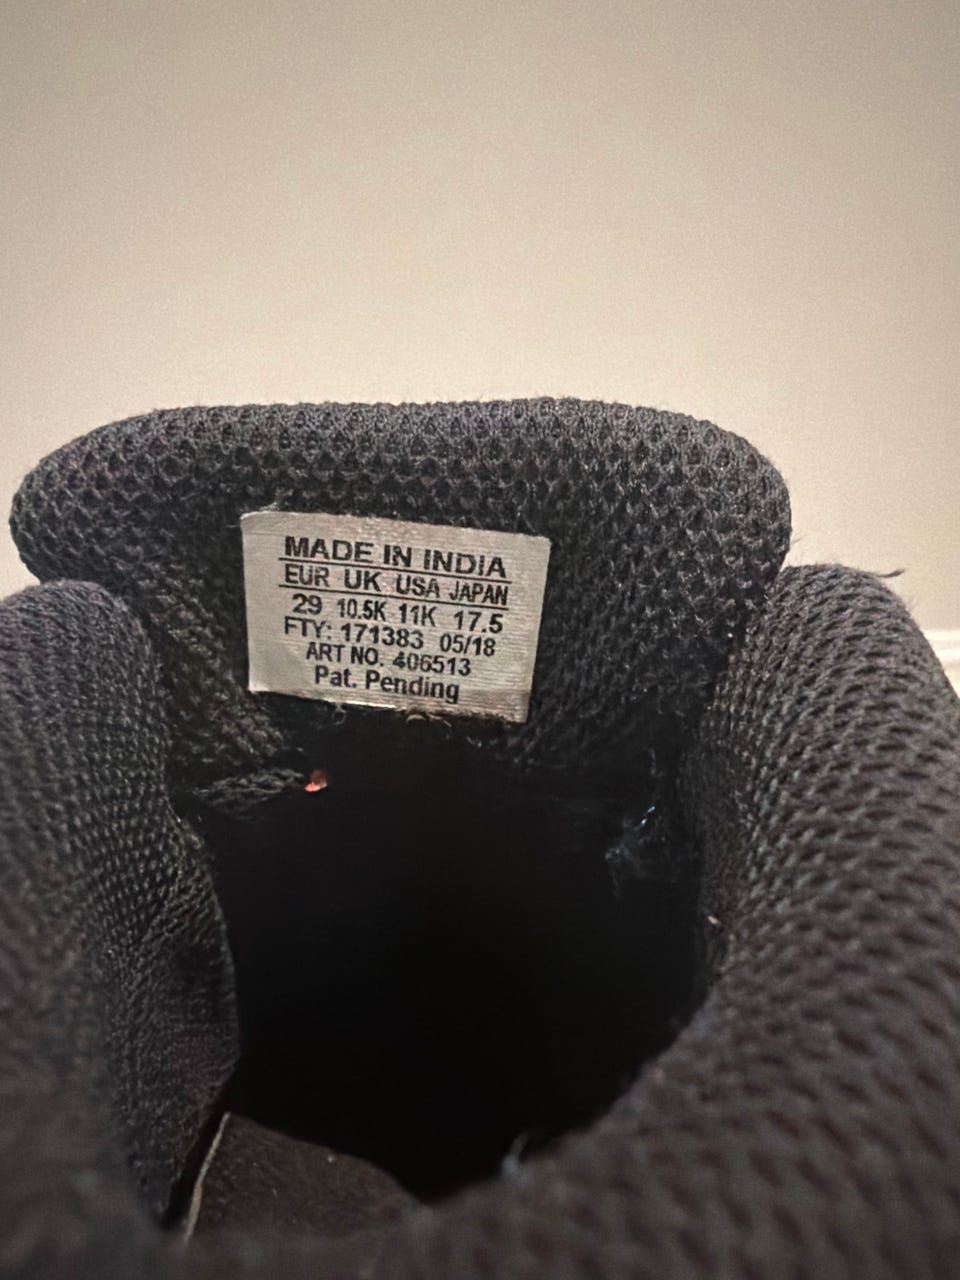 MADE IN INDIA
EUR UK USA JAPAN
29 10.5K 11K 17.5
FTY: 171383 05/18
ART NO. 406513
Pat. Pending